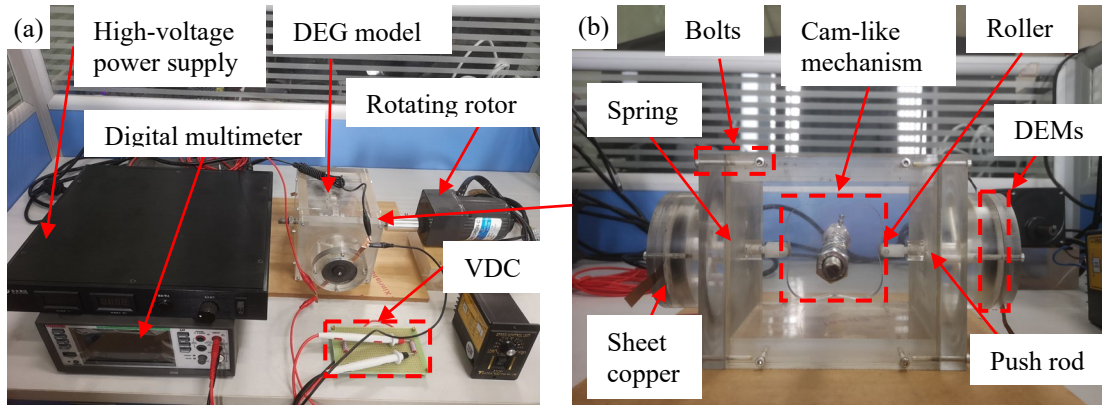 (a)
High-voltage
power supply
DEG model
Rotating rotor
Digital multimeter
VDC
(b)
Bolts
Cam-like
mechanism
Roller
Spring
DEMs
Sheet
copper
Push rod